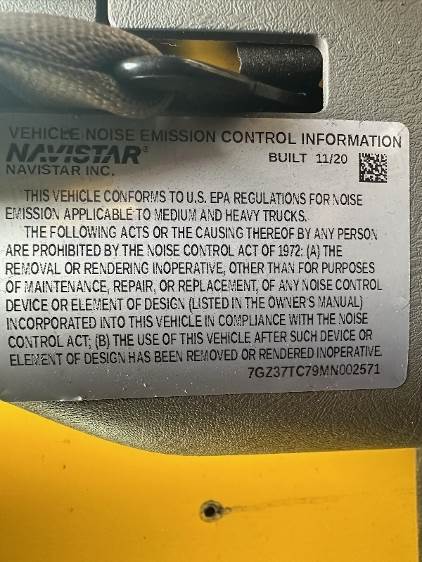 VEHICLE NOISE EMISSION CONTROL INFORMATION
NAVISTAR® BUILT 11/20
NAVISTAR INC.
THIS VEHICLE CONFORMS TO U.S. EPA REGULATIONS FOR NOISE
EMISSION APPLICABLE TO MEDIUM AND HEAVY TRUCKS.
THE FOLLOWING ACTS OR THE CAUSING THEREOF BY ANY PERSON
ARE PROHIBITED BY THE NOISE CONTROL ACT OF 1972: (A) THE
REMOVAL OR RENDERING INOPERATIVE, OTHER THAN FOR PURPOSES
OF MAINTENANCE, REPAIR, OR REPLACEMENT, OF ANY NOISE CONTROL
DEVICE OR ELEMENT OF DESIGN (LISTED IN THE OWNER'S MANUAL)
INCORPORATED INTO THIS VEHICLE IN COMPLIANCE WITH THE NOISE
CONTROL ACT; (B) THE USE OF THIS VEHICLE AFTER SUCH DEVICE OR
ELEMENT OF DESIGN HAS BEEN REMOVED OR RENDERED INOPERATIVE.
7GZ37TC79MN002571